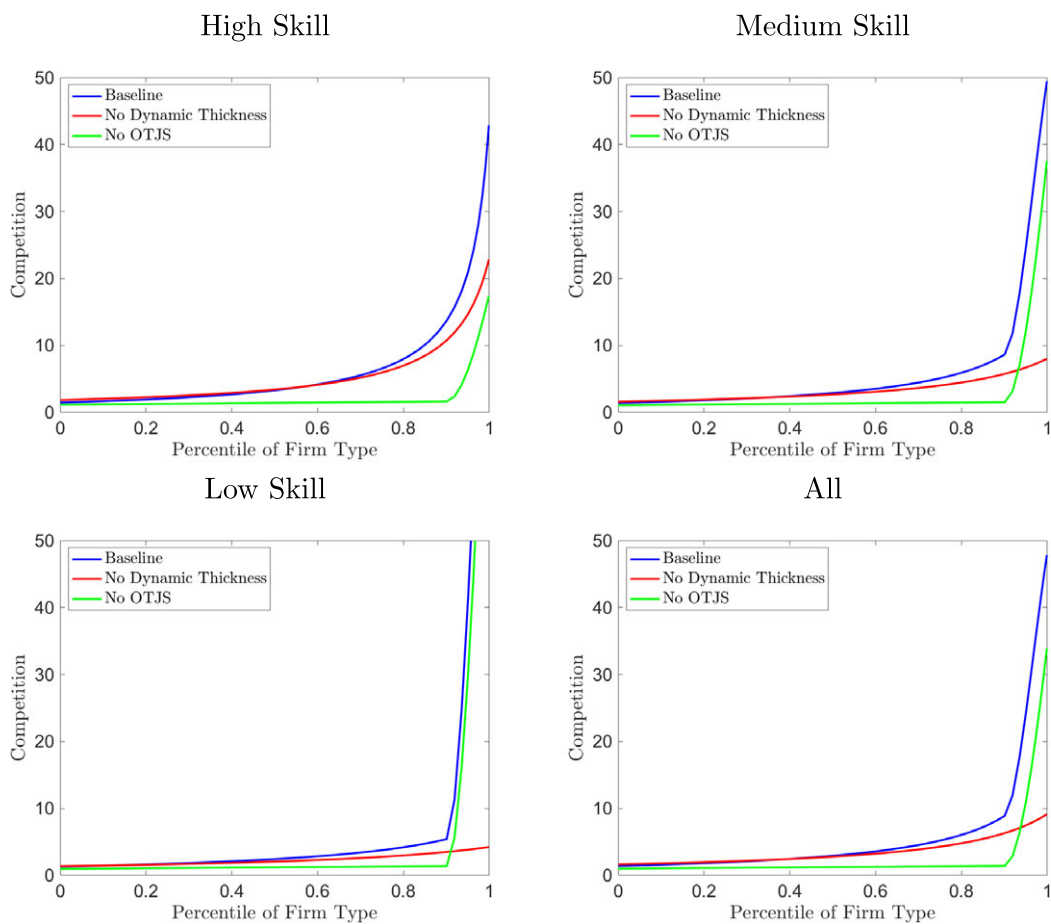 High Skill
50
40
30
20
10
0
Competition
Baseline
No Dynamic Thickness
No OTJS
0 0.2 0.4 0.6 0.8 1
Percentile of Firm Type
Medium Skill
50
40
30
20
10
0
Competition
Baseline
No Dynamic Thickness
No OTJS
0 0.2 0.4 0.6 0.8 1
Percentile of Firm Type
Low Skill
50
40
30
20
10
0
Competition
Baseline
No Dynamic Thickness
No OTJS
0 0.2 0.4 0.6 0.8 1
Percentile of Firm Type
All
50
40
30
20
10
0
Competition
Baseline
No Dynamic Thickness
No OTJS
0 0.2 0.4 0.6 0.8 1
Percentile of Firm Type